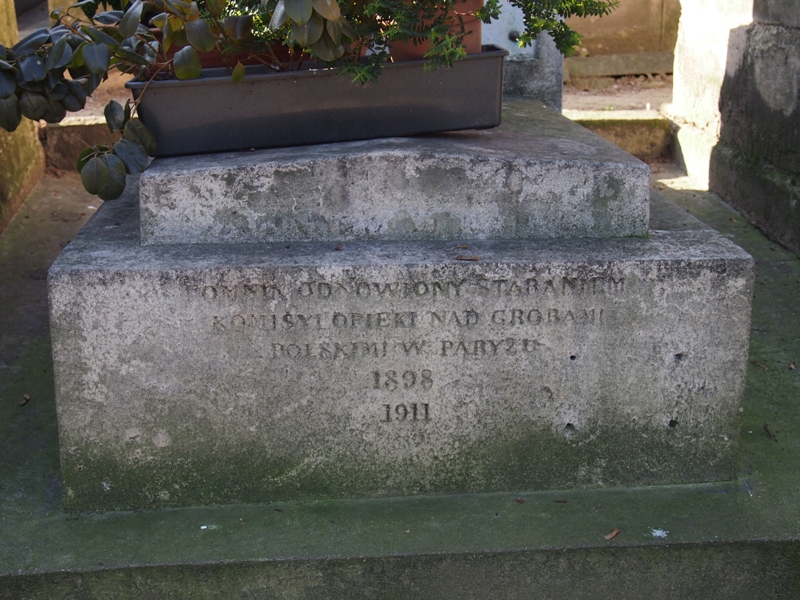 POMNIK ODNOWIONY STARANIEM
KOMISYI OPIEKI NAD GROBAMI
POLSKIMI W PARYŻU
1898
1911